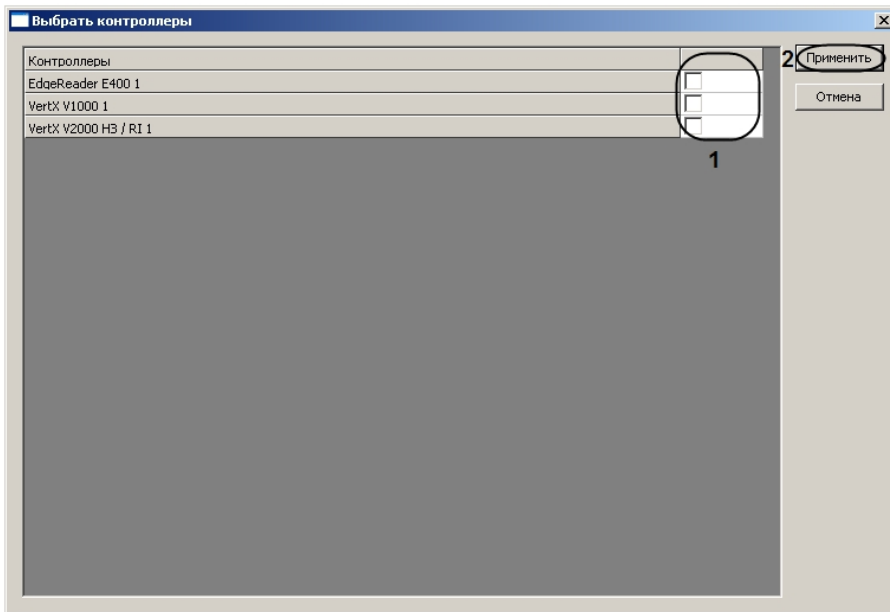 Выбрать контроллеры
Контроллеры
2 Применить
EdgeReader E400 1
VertX V1000 1
Отмена
VertX V2000 H3 / RI 1
1